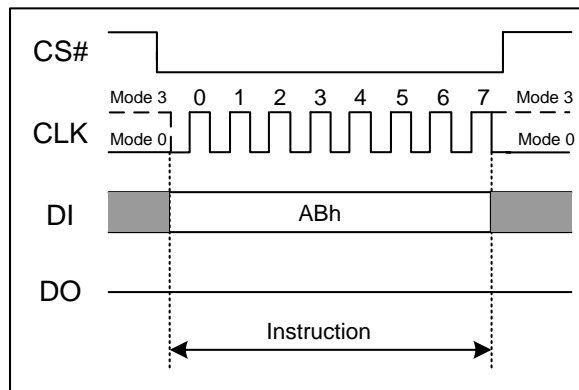 CS#
Mode 3 0 1 2 3 4 5 6 7 Mode 3
CLK
Mode 0 Mode 0
DI ABh
DO
Instruction